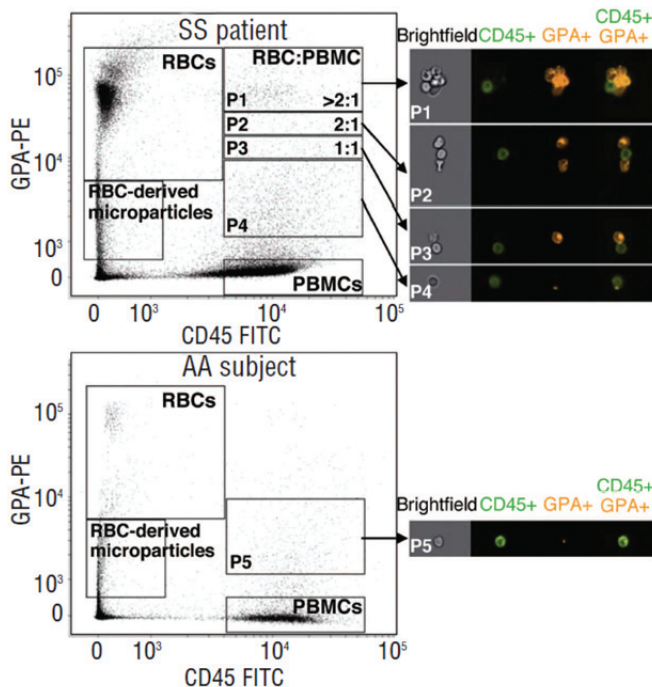 SS patient
RBCs
RBC:PBMC
P1 >2:1
P2 2:1
P3 1:1
P4
RBC-derived
microparticles
PBMCs
GPA-PE
10⁵
10⁴
10³
0
0 10³ 10⁴ 10⁵
CD45 FITC
CD45+
Brightfield CD45+ GPA+ GPA+
P1
P2
P3
P4
AA subject
RBCs
RBC-derived
microparticles
P5
PBMCs
GPA-PE
10⁵
10⁴
10³
0
0 10³ 10⁴ 10⁵
CD45 FITC
CD45+
Brightfield CD45+ GPA+ GPA+
P5